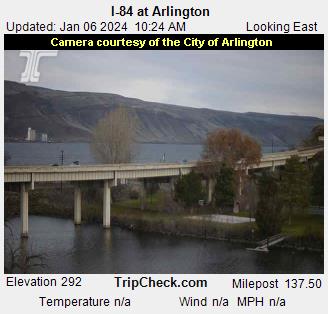 I-84 at Arlington
Updated: Jan 06 2024 10:24 AM Looking East
Camera courtesy of the City of Arlington
Elevation 292 TripCheck.com Milepost 137.50
Temperature n/a Wind n/a MPH n/a